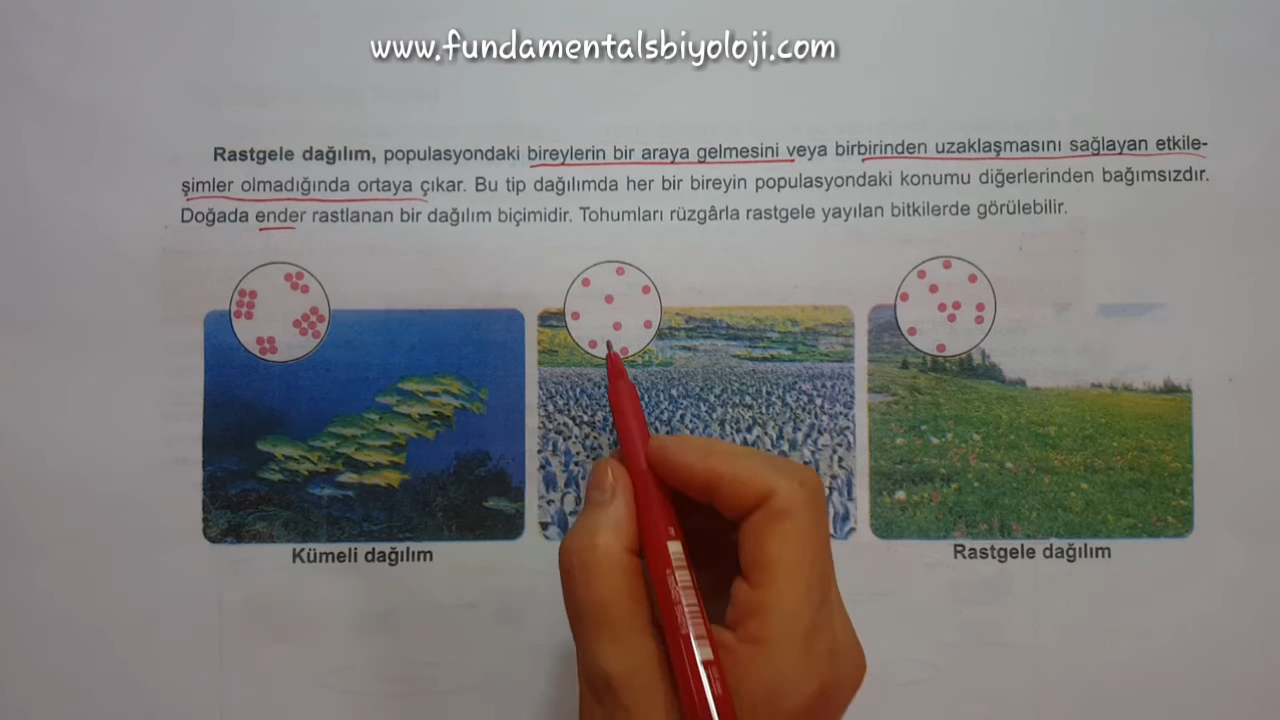 www.fundamentalsbiyoloji.com
Rastgele dağılım, populasyondaki bireylerin bir araya gelmesini veya birbirinden uzaklaşmasını sağlayan etkile-
şimler olmadığında ortaya çıkar. Bu tip dağılımda her bir bireyin populasyondaki konumu diğerlerinden bağımsızdır.
Doğada ender rastlanan bir dağılım biçimidir. Tohumları rüzgârla rastgele yayılan bitkilerde görülebilir.
Kümeli dağılım
Rastgele dağılım